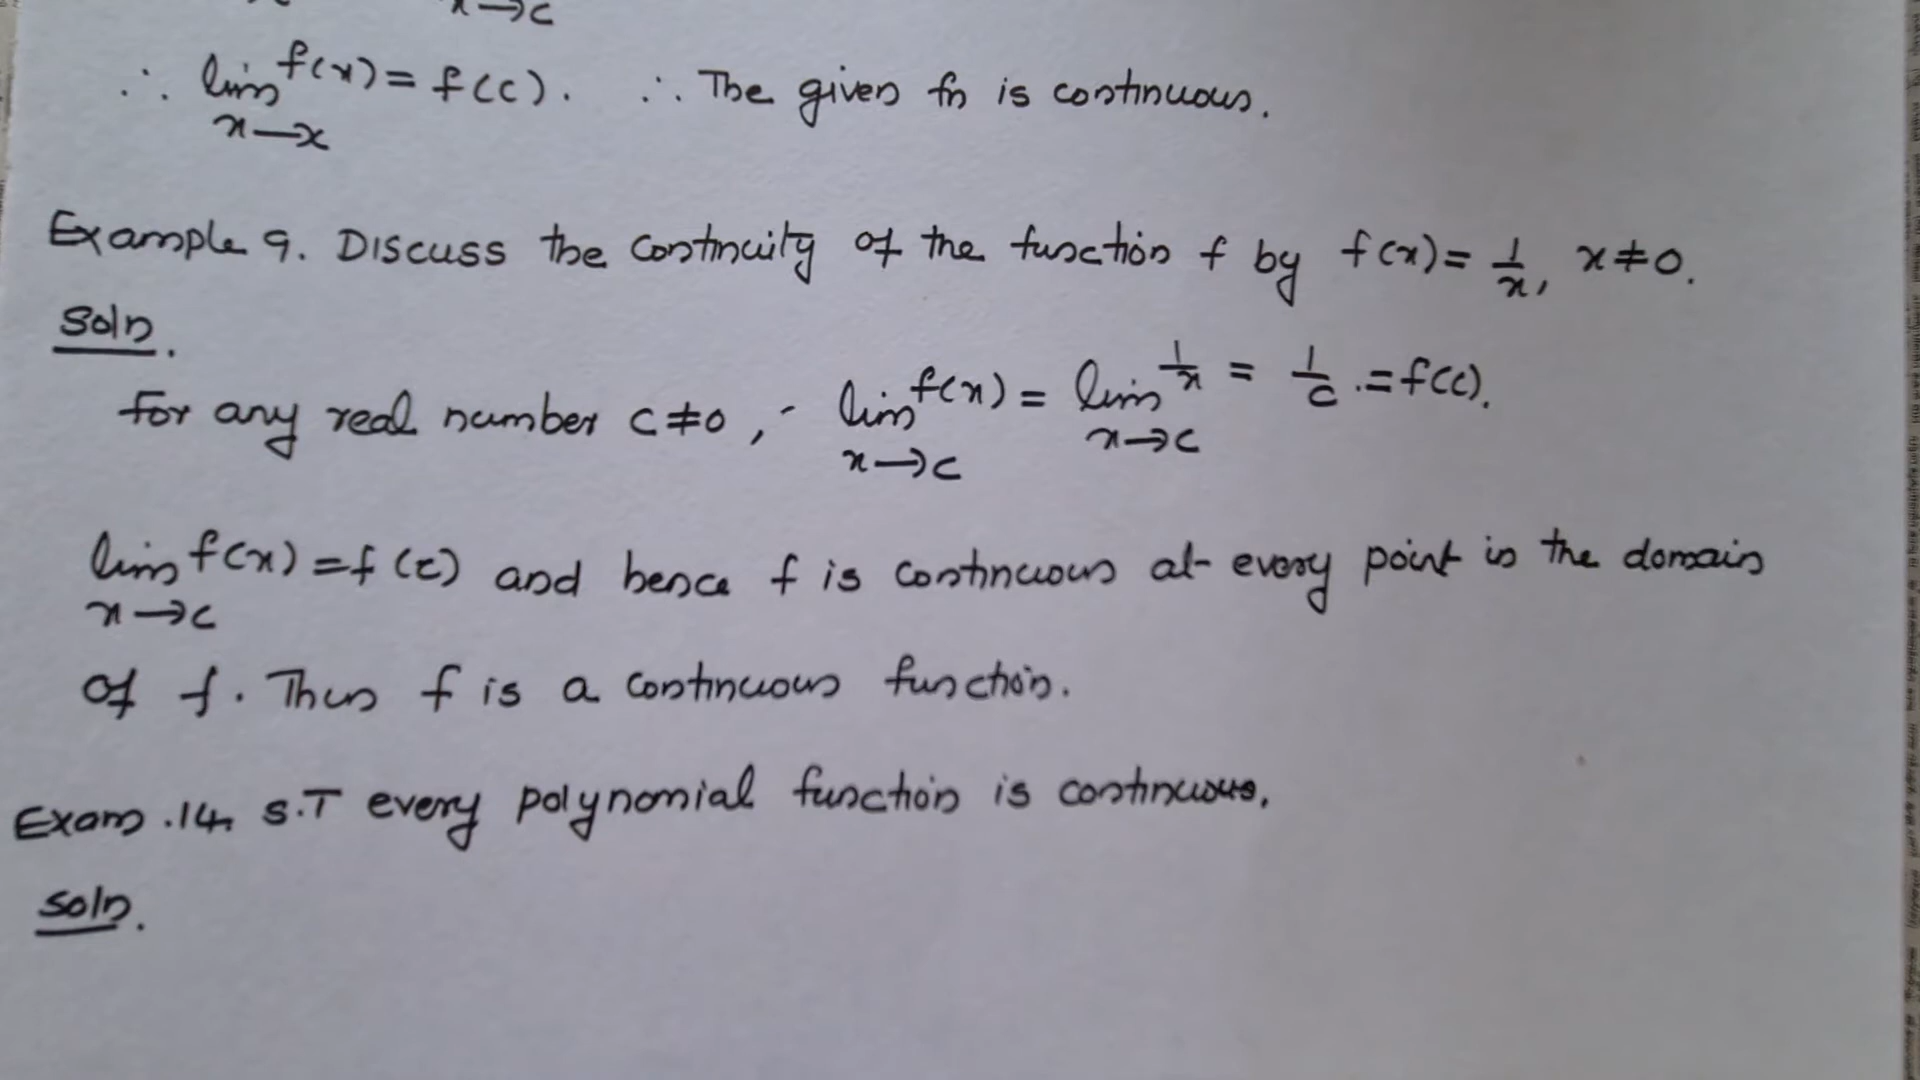 x→c
∴ lim f(x) = f(c). ∴ The given fn is continuous.
x→x
Example 9. Discuss the continuity of the function f by f(x) = 1/x, x≠0.
Soln.
For any real number c≠0, lim f(x) = lim 1/x = 1/c .= f(c).
x→c x→c
lim f(x) = f(c) and hence f is continuous at every point in the domain
x→c
of f. Thus f is a continuous function.
Exam .14, S.T every polynomial function is continuous.
Soln.